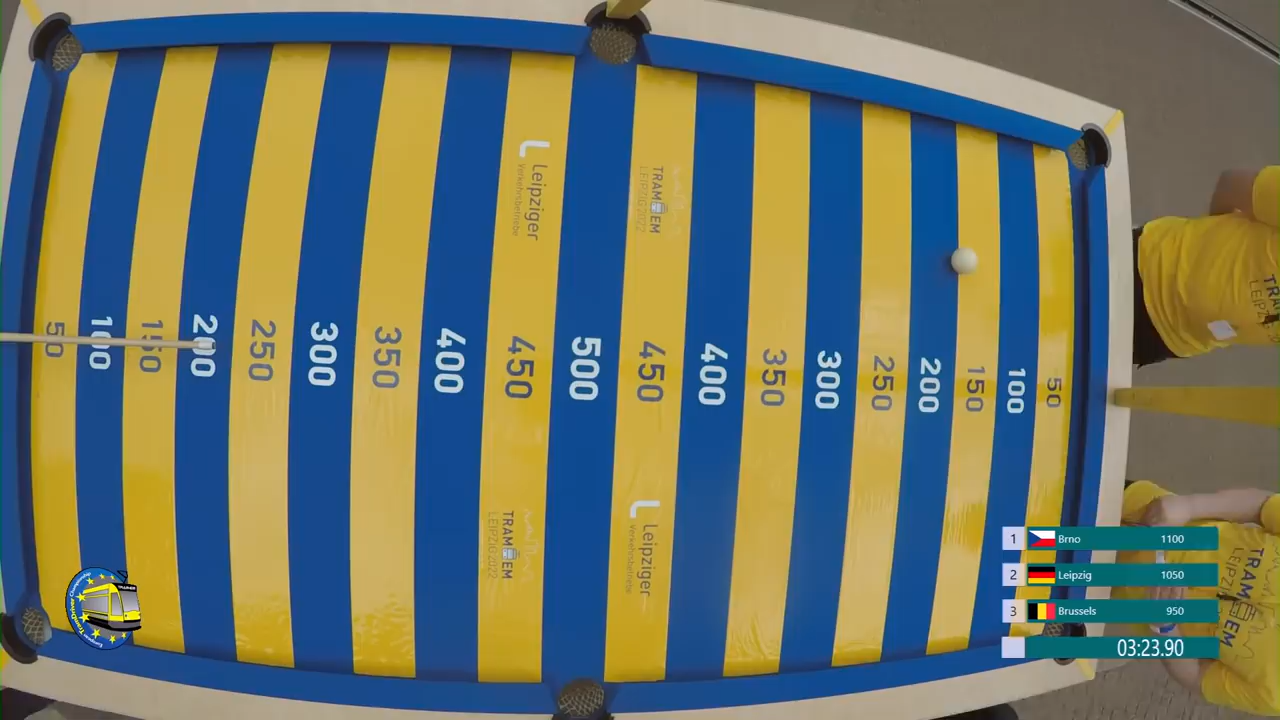 Leipziger
Verkehrsbetriebe
TRAM EM
LEIPZIG 2022
50
100
150
200
250
300
350
400
450
500
450
400
350
300
250
200
150
100
50
TRAM EM
LEIPZIG 2022
Leipziger
Verkehrsbetriebe
1 Brno 1100
2 Leipzig 1050
3 Brussels 950
03:23.90
TRAM EM